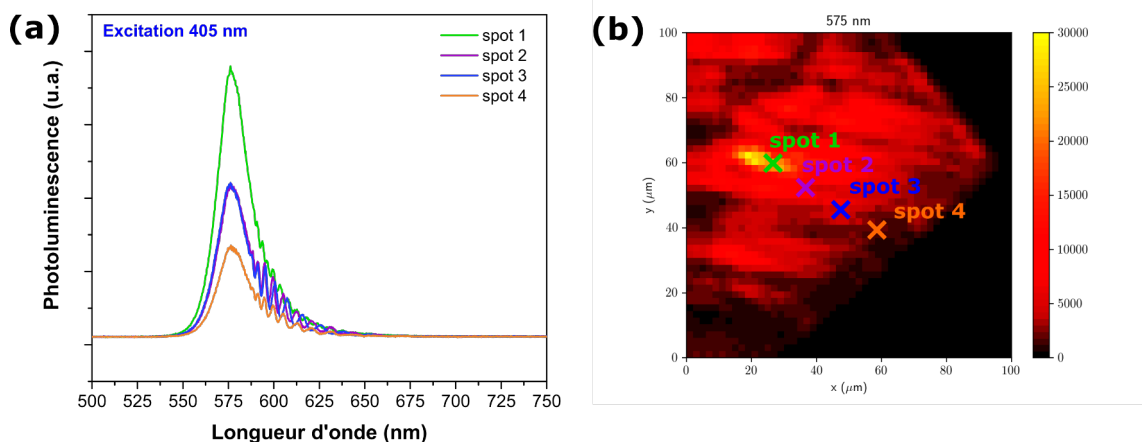 (a)
Excitation 405 nm
spot 1
spot 2
spot 3
spot 4
Photoluminescence (u.a.)
500 525 550 575 600 625 650 675 700 725 750
Longueur d'onde (nm)
(b)
575 nm
100
80
60
40
20
0
y (μm)
spot 1
spot 2
spot 3
spot 4
0 20 40 60 80 100
x (μm)
30000
25000
20000
15000
10000
5000
0